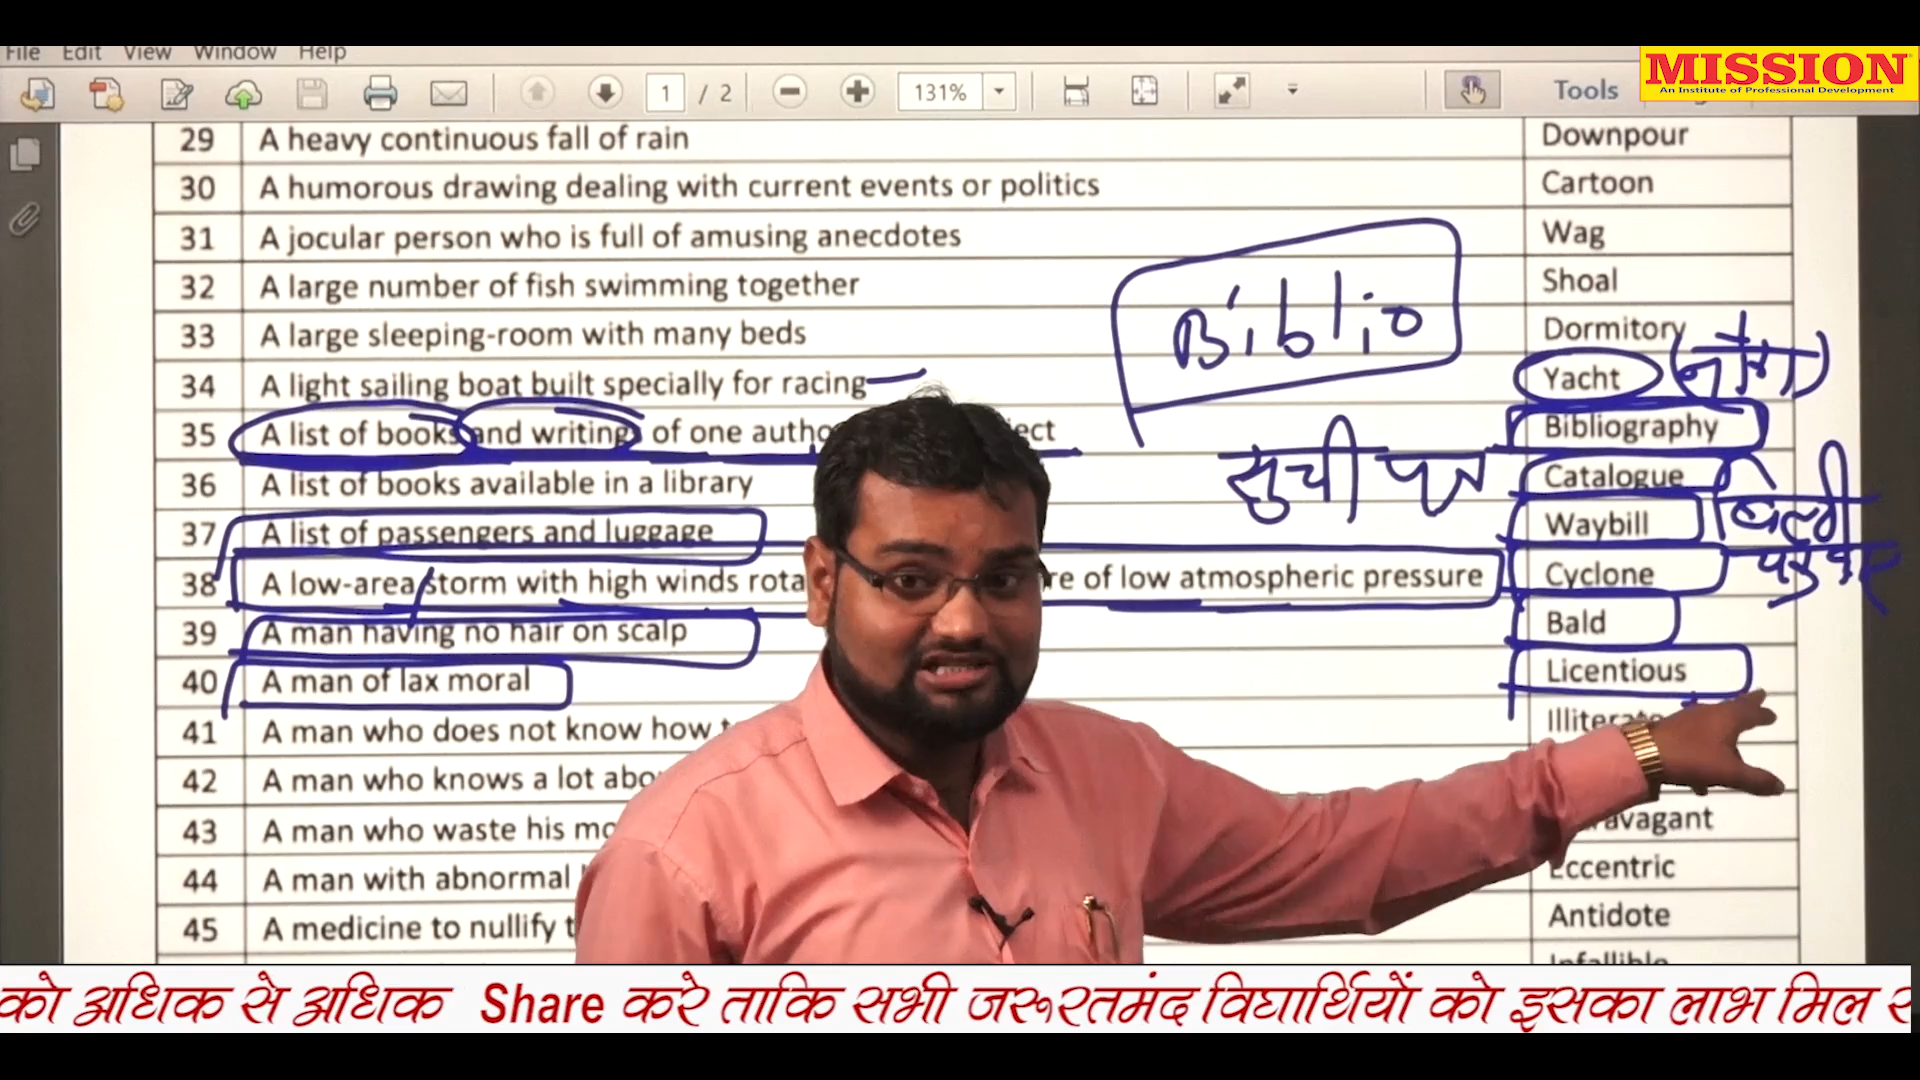 File Edit View Window Help
MISSION
An Institute of Professional Development
1 / 2 131% Tools
29 A heavy continuous fall of rain Downpour
30 A humorous drawing dealing with current events or politics Cartoon
31 A jocular person who is full of amusing anecdotes Wag
32 A large number of fish swimming together Shoal
33 A large sleeping-room with many beds Dormitory
Biblio
34 A light sailing boat built specially for racing Yacht
35 A list of books and writings of one Bibliography
सुची पत्र
36 A list of books available in a library Catalogue
37 A list of passengers and luggage Waybill
38 A low-area storm with high winds of low atmospheric pressure Cyclone
39 A man having no hair on scalp Bald
40 A man of lax moral Licentious
41 A man who does not know how Illiterate
42 A man who knows a lot
43 A man who waste his
44 A man with abnormal Eccentric
45 A medicine to nullify Antidote
Infallible
को अधिक से अधिक Share करे ताकि सभी जरूरतमंद विद्यार्थियों को इसका लाभ मिल